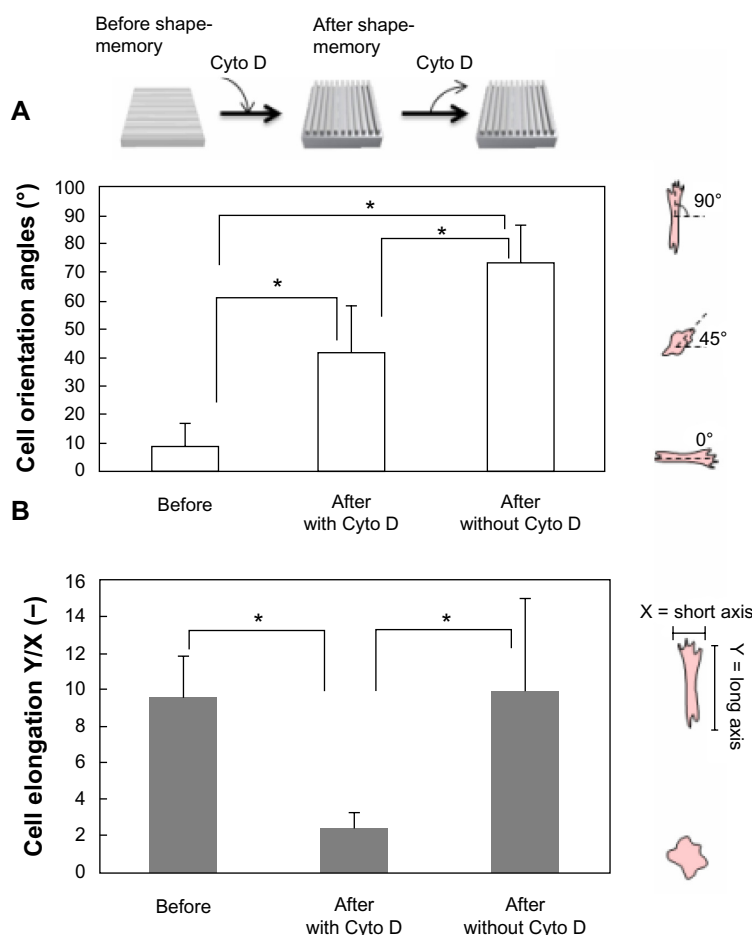 Before shape-
memory
After shape-
memory
Cyto D
Cyto D
A
Cell orientation angles (°)
100
90
80
70
60
50
40
30
20
10
0
*
*
*
90°
45°
0°
Before
After
with Cyto D
After
without Cyto D
B
Cell elongation Y/X (–)
16
14
12
10
8
6
4
2
0
*
*
X = short axis
Y = long axis
Before
After
with Cyto D
After
without Cyto D